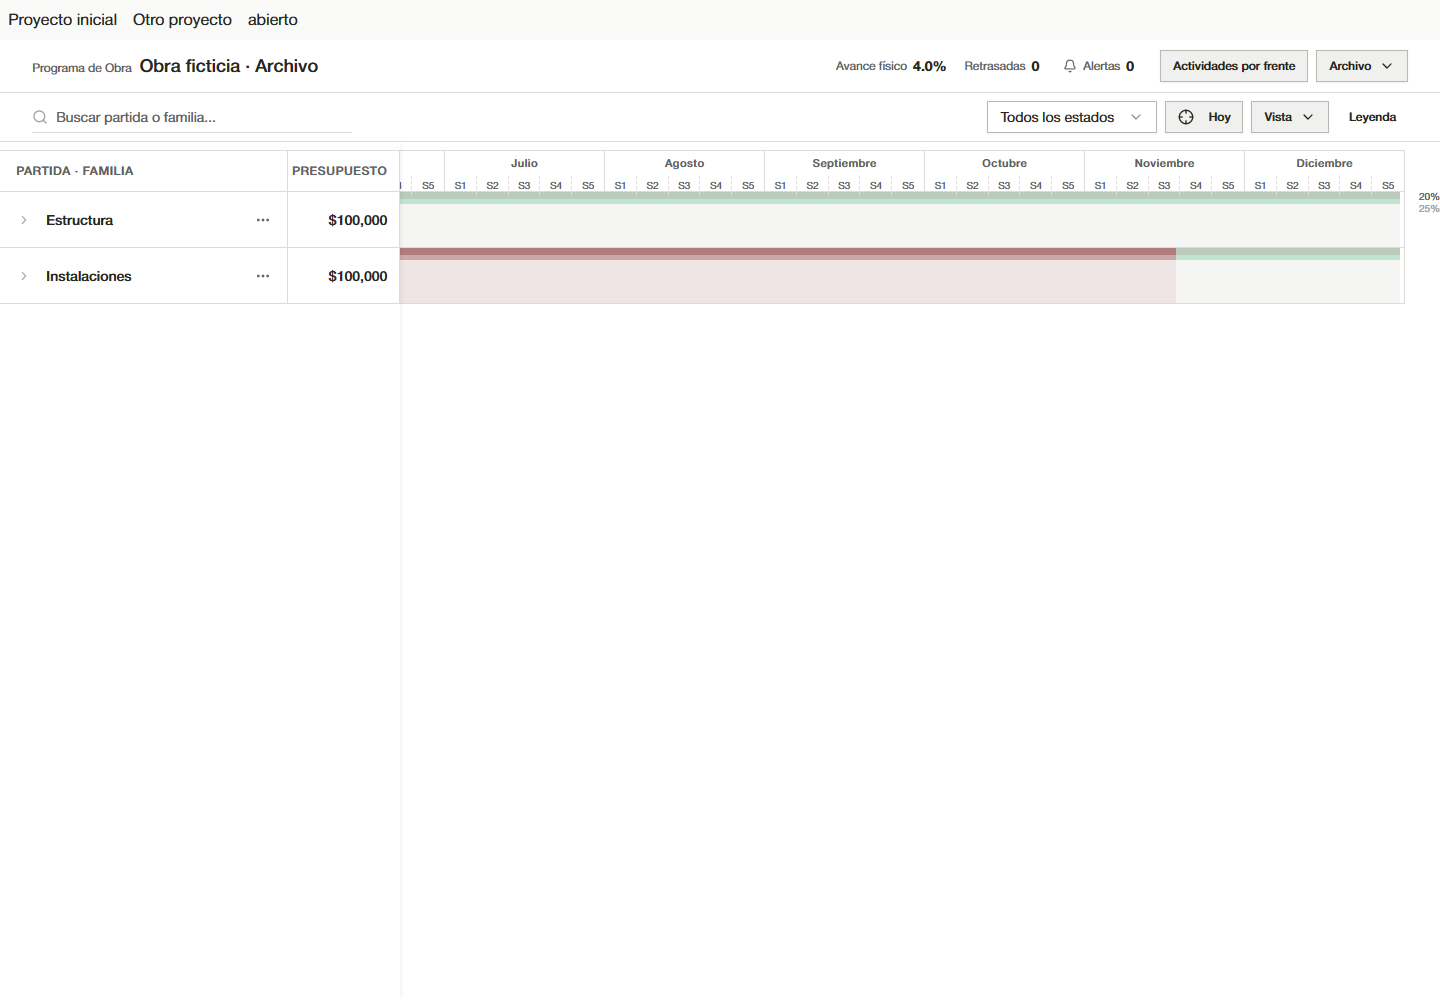 Proyecto inicial Otro proyecto abierto
Programa de Obra Obra ficticia · Archivo
Avance físico 4.0% Retrasadas 0 Alertas 0 Actividades por frente Archivo
Buscar partida o familia... Todos los estados Hoy Vista Leyenda
PARTIDA · FAMILIA PRESUPUESTO Julio Agosto Septiembre Octubre Noviembre Diciembre
S5 S1 S2 S3 S4 S5 S1 S2 S3 S4 S5 S1 S2 S3 S4 S5 S1 S2 S3 S4 S5 S1 S2 S3 S4 S5 S1 S2 S3 S4 S5
Estructura ··· $100,000 20%
25%
Instalaciones ··· $100,000